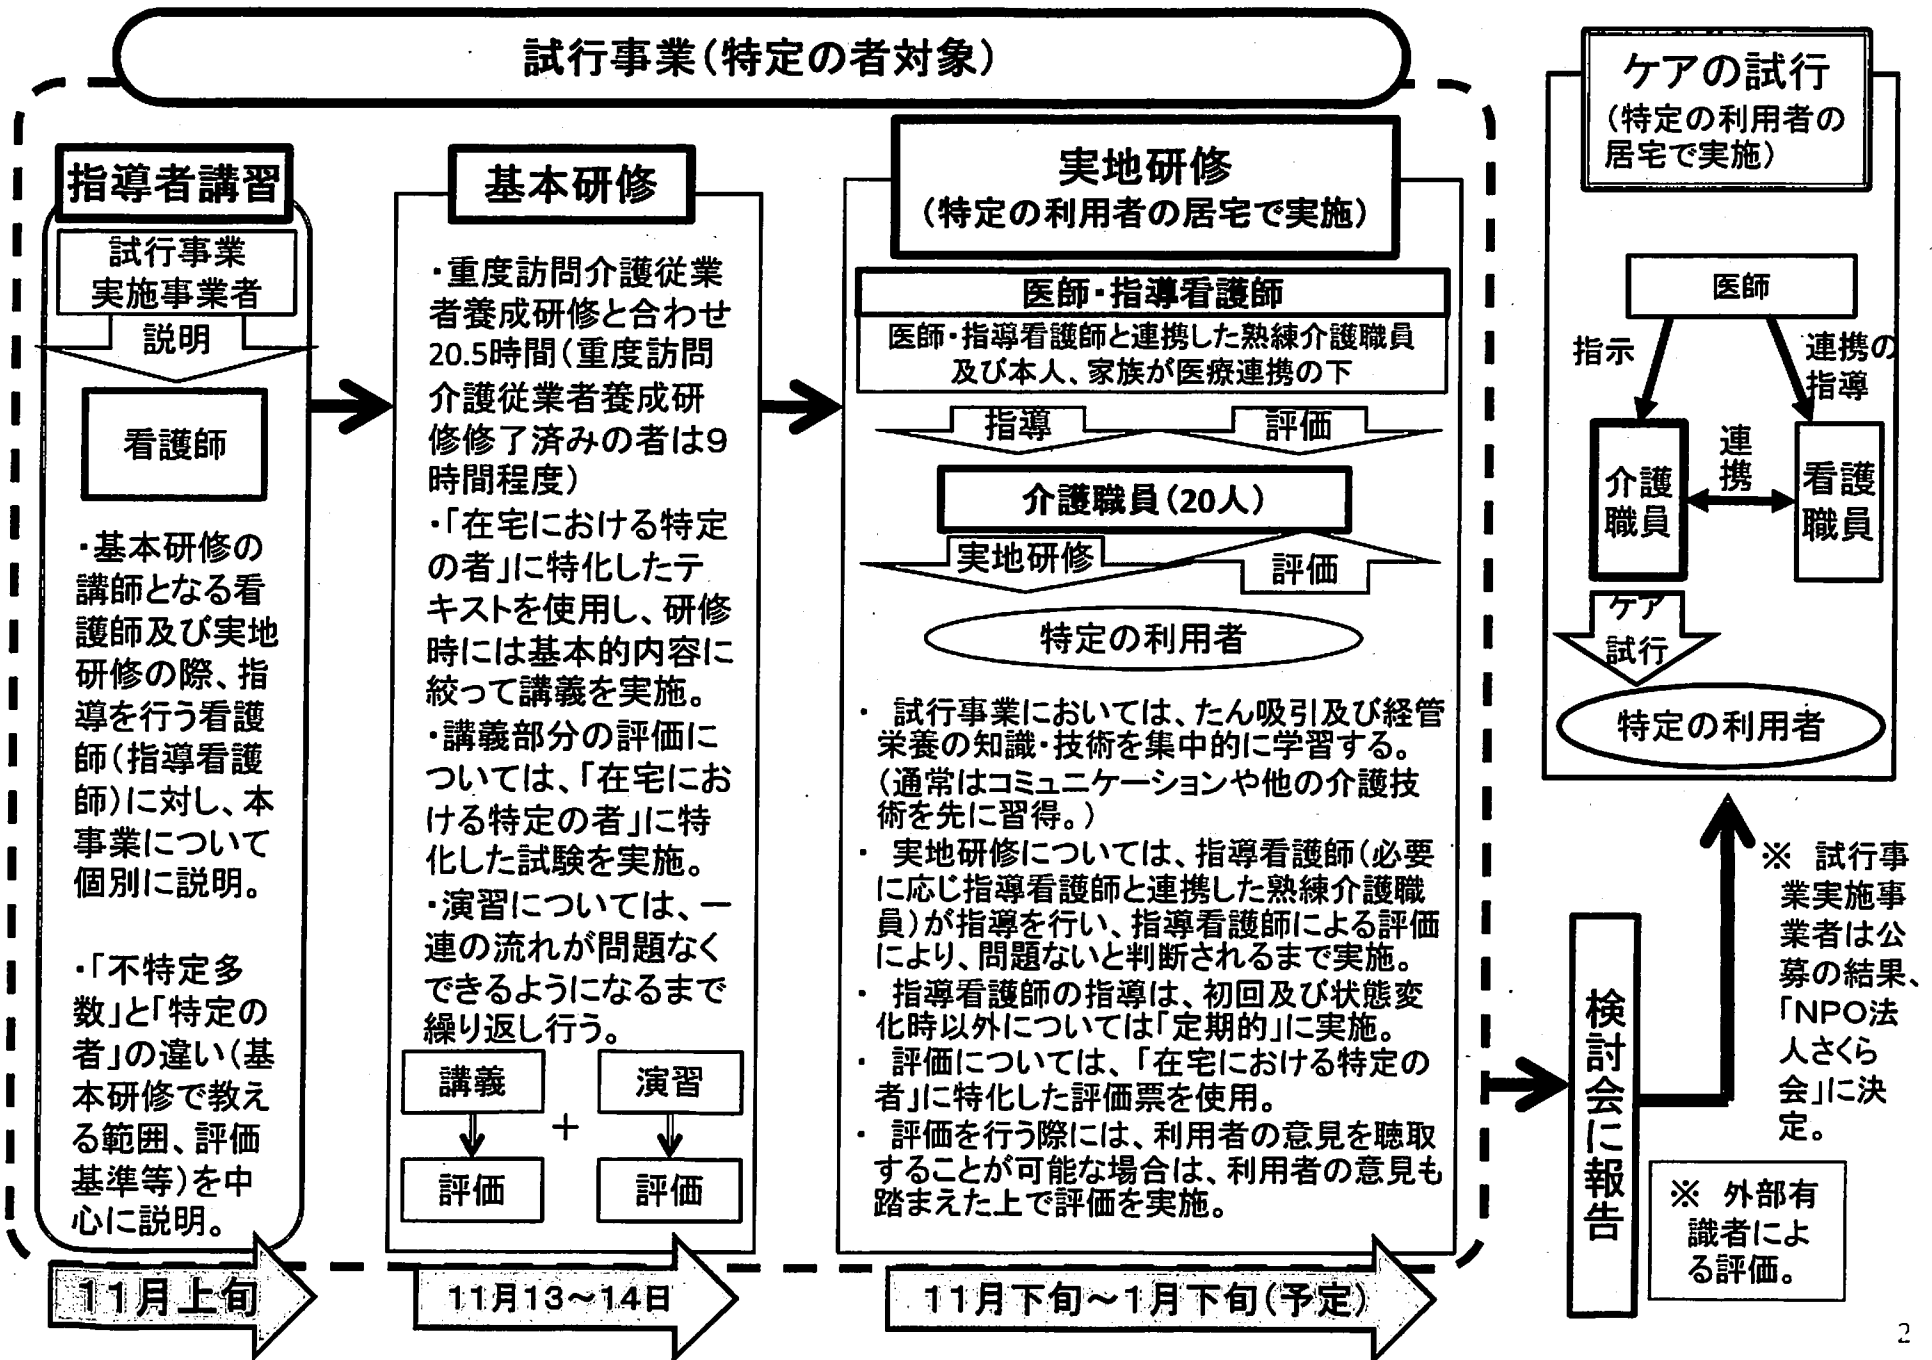 試行事業(特定の者対象)
指導者講習
試行事業
実施事業者
説明
看護師
・基本研修の
講師となる看
護師及び実地
研修の際、指
導を行う看護
師(指導看護
師)に対し、本
事業について
個別に説明。
・「不特定多
数」と「特定の
者」の違い(基
本研修で教え
る範囲、評価
基準等)を中
心に説明。
11月上旬
基本研修
・重度訪問介護従業
者養成研修と合わせ
20.5時間(重度訪問
介護従業者養成研
修修了済みの者は9
時間程度)
・「在宅における特定
の者」に特化したテ
キストを使用し、研修
時には基本的内容に
絞って講義を実施。
・講義部分の評価に
ついては、「在宅にお
ける特定の者」に特
化した試験を実施。
・演習については、一
連の流れが問題なく
できるようになるまで
繰り返し行う。
講義
演習
+
評価
評価
11月13~14日
実地研修
(特定の利用者の居宅で実施)
医師・指導看護師
医師・指導看護師と連携した熟練介護職員
及び本人、家族が医療連携の下
指導
評価
介護職員(20人)
実地研修
評価
特定の利用者
・ 試行事業においては、たん吸引及び経管
栄養の知識・技術を集中的に学習する。
(通常はコミュニケーションや他の介護技
術を先に習得。)
・ 実地研修については、指導看護師(必要
に応じ指導看護師と連携した熟練介護職
員)が指導を行い、指導看護師による評価
により、問題ないと判断されるまで実施。
・ 指導看護師の指導は、初回及び状態変
化時以外については「定期的」に実施。
・ 評価については、「在宅における特定の
者」に特化した評価票を使用。
・ 評価を行う際には、利用者の意見を聴取
することが可能な場合は、利用者の意見も
踏まえた上で評価を実施。
11月下旬~1月下旬(予定)
ケアの試行
(特定の利用者の
居宅で実施)
医師
指示
連携の
指導
介護
職員
連
携
看護
職員
ケア
試行
特定の利用者
検討会に報告
※ 試行事
業実施事
業者は公
募の結果、
「NPO法
人さくら
会」に決
定。
※ 外部有
識者によ
る評価。
2